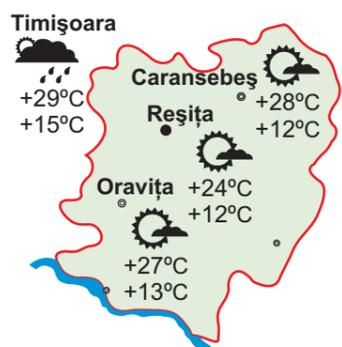 Timişoara
+29ºC
+15ºC
Caransebeş
+28ºC
+12ºC
Reşiţa
+24ºC
+12ºC
Oraviţa
+27ºC
+13ºC